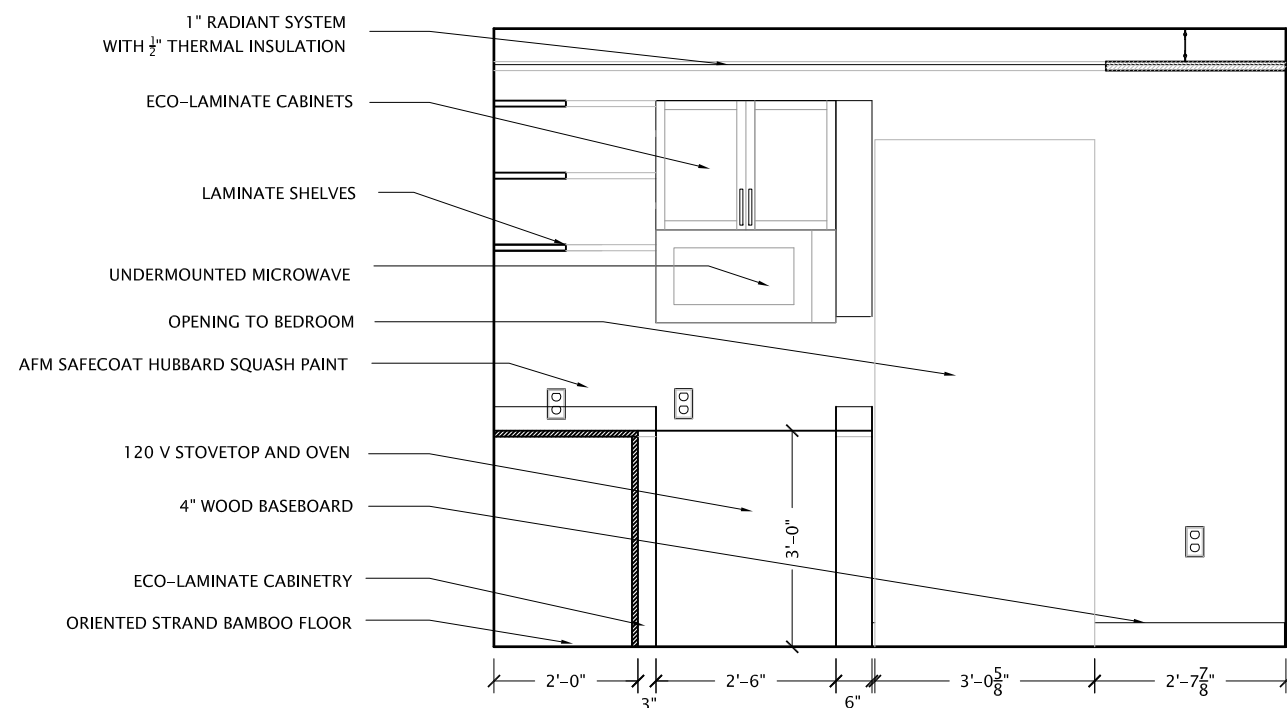 1" RADIANT SYSTEM
WITH ½" THERMAL INSULATION
ECO-LAMINATE CABINETS
LAMINATE SHELVES
UNDERMOUNTED MICROWAVE
OPENING TO BEDROOM
AFM SAFECOAT HUBBARD SQUASH PAINT
120 V STOVETOP AND OVEN
4" WOOD BASEBOARD
ECO-LAMINATE CABINETRY
ORIENTED STRAND BAMBOO FLOOR
3'-0"
2'-0"
3"
2'-6"
6"
3'-0⅝"
2'-7⅞"